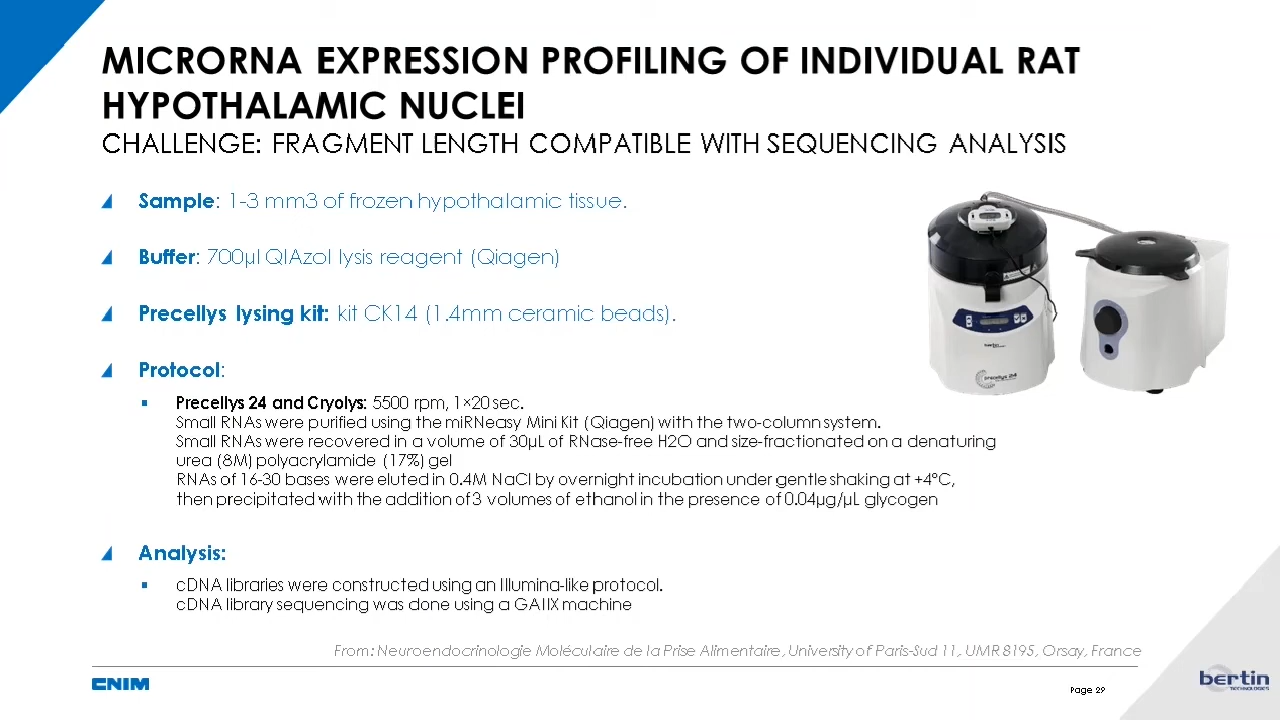 MICRORNA EXPRESSION PROFILING OF INDIVIDUAL RAT
HYPOTHALAMIC NUCLEI
CHALLENGE: FRAGMENT LENGTH COMPATIBLE WITH SEQUENCING ANALYSIS
Sample: 1-3 mm3 of frozen hypothalamic tissue.
Buffer: 700µl QIAzol lysis reagent (Qiagen)
Precellys lysing kit: kit CK14 (1.4mm ceramic beads).
Protocol:
Precellys 24 and Cryolys: 5500 rpm, 1×20 sec.
Small RNAs were purified using the miRNeasy Mini Kit (Qiagen) with the two-column system.
Small RNAs were recovered in a volume of 30µL of RNase-free H2O and size-fractionated on a denaturing
urea (8M) polyacrylamide (17%) gel
RNAs of 16-30 bases were eluted in 0.4M NaCl by overnight incubation under gentle shaking at +4°C,
then precipitated with the addition of 3 volumes of ethanol in the presence of 0.04µg/µL glycogen
Analysis:
cDNA libraries were constructed using an Illumina-like protocol.
cDNA library sequencing was done using a GAIIX machine
From: Neuroendocrinologie Moléculaire de la Prise Alimentaire, University of Paris-Sud 11, UMR 8195, Orsay, France
CNIM
Page 29
bertin
TECHNOLOGIES
bertin
precellys 24